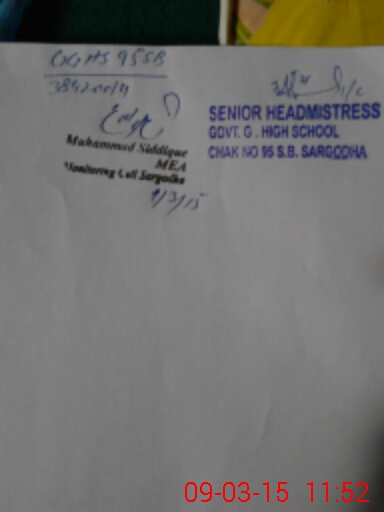 GGHS 95SB
SENIOR HEADMISTRESS
GOVT. G. HIGH SCHOOL
CHAK NO 95 S.B. SARGODHA
Muhammad Siddique
MEA
Monitoring Cell Sargodha
9/3/15
09-03-15 11:52